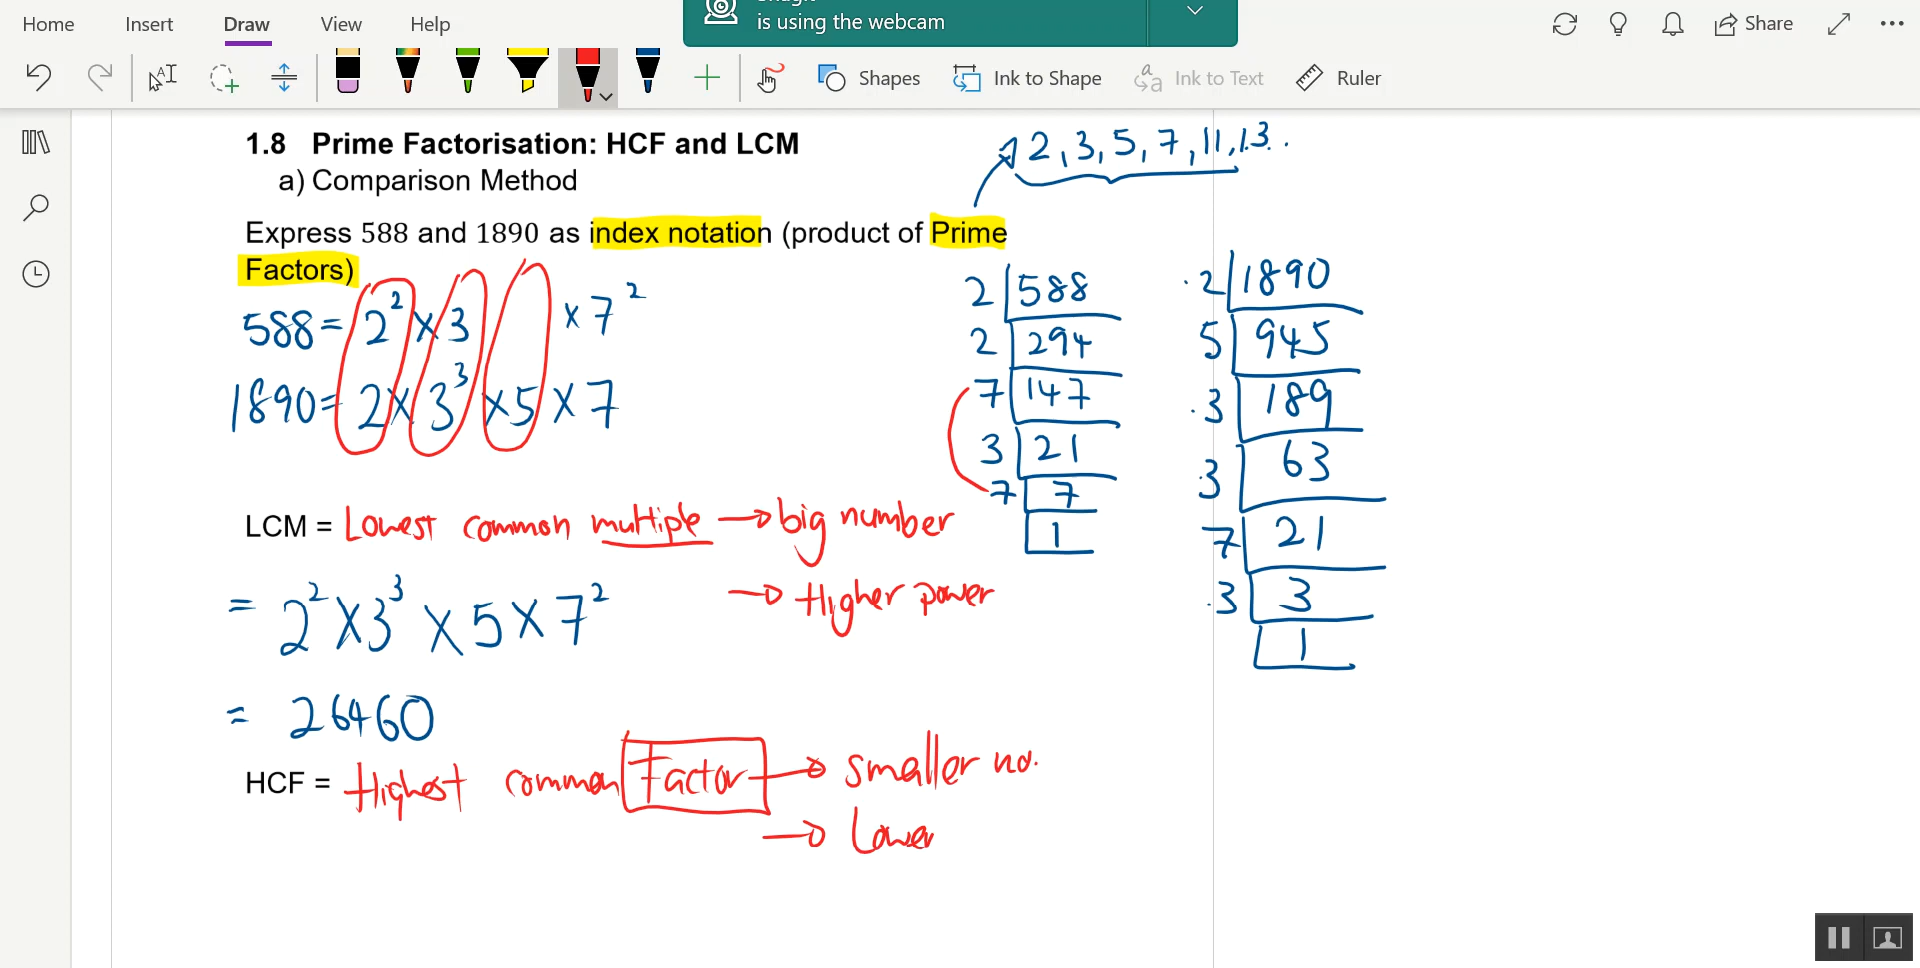 Home Insert Draw View Help
is using the webcam
Share
Shapes Ink to Shape Ink to Text Ruler
1.8 Prime Factorisation: HCF and LCM
2, 3, 5, 7, 11, 13..
a) Comparison Method
Express 588 and 1890 as index notation (product of Prime
Factors)
588 = 2² × 3 × 7²
1890 = 2 × 3³ × 5 × 7
2 588
2 294
7 147
3 21
7 7
1
2 1890
5 945
3 189
3 63
7 21
3 3
1
LCM = Lowest common multiple → big number
→ Higher power
= 2² × 3³ × 5 × 7²
= 26460
HCF = Highest common Factor → smaller no.
→ Lower